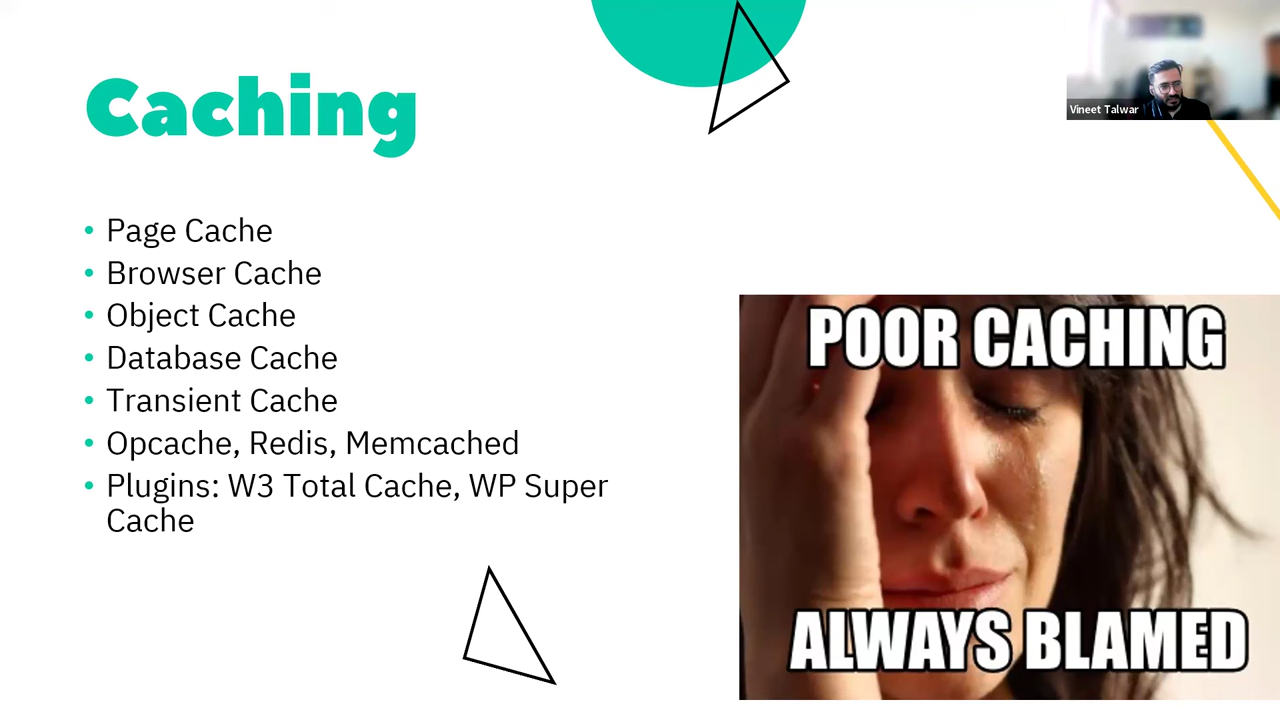 Caching
Vineet Talwar
Page Cache
Browser Cache
Object Cache
Database Cache
Transient Cache
Opcache, Redis, Memcached
Plugins: W3 Total Cache, WP Super
Cache
POOR CACHING
ALWAYS BLAMED